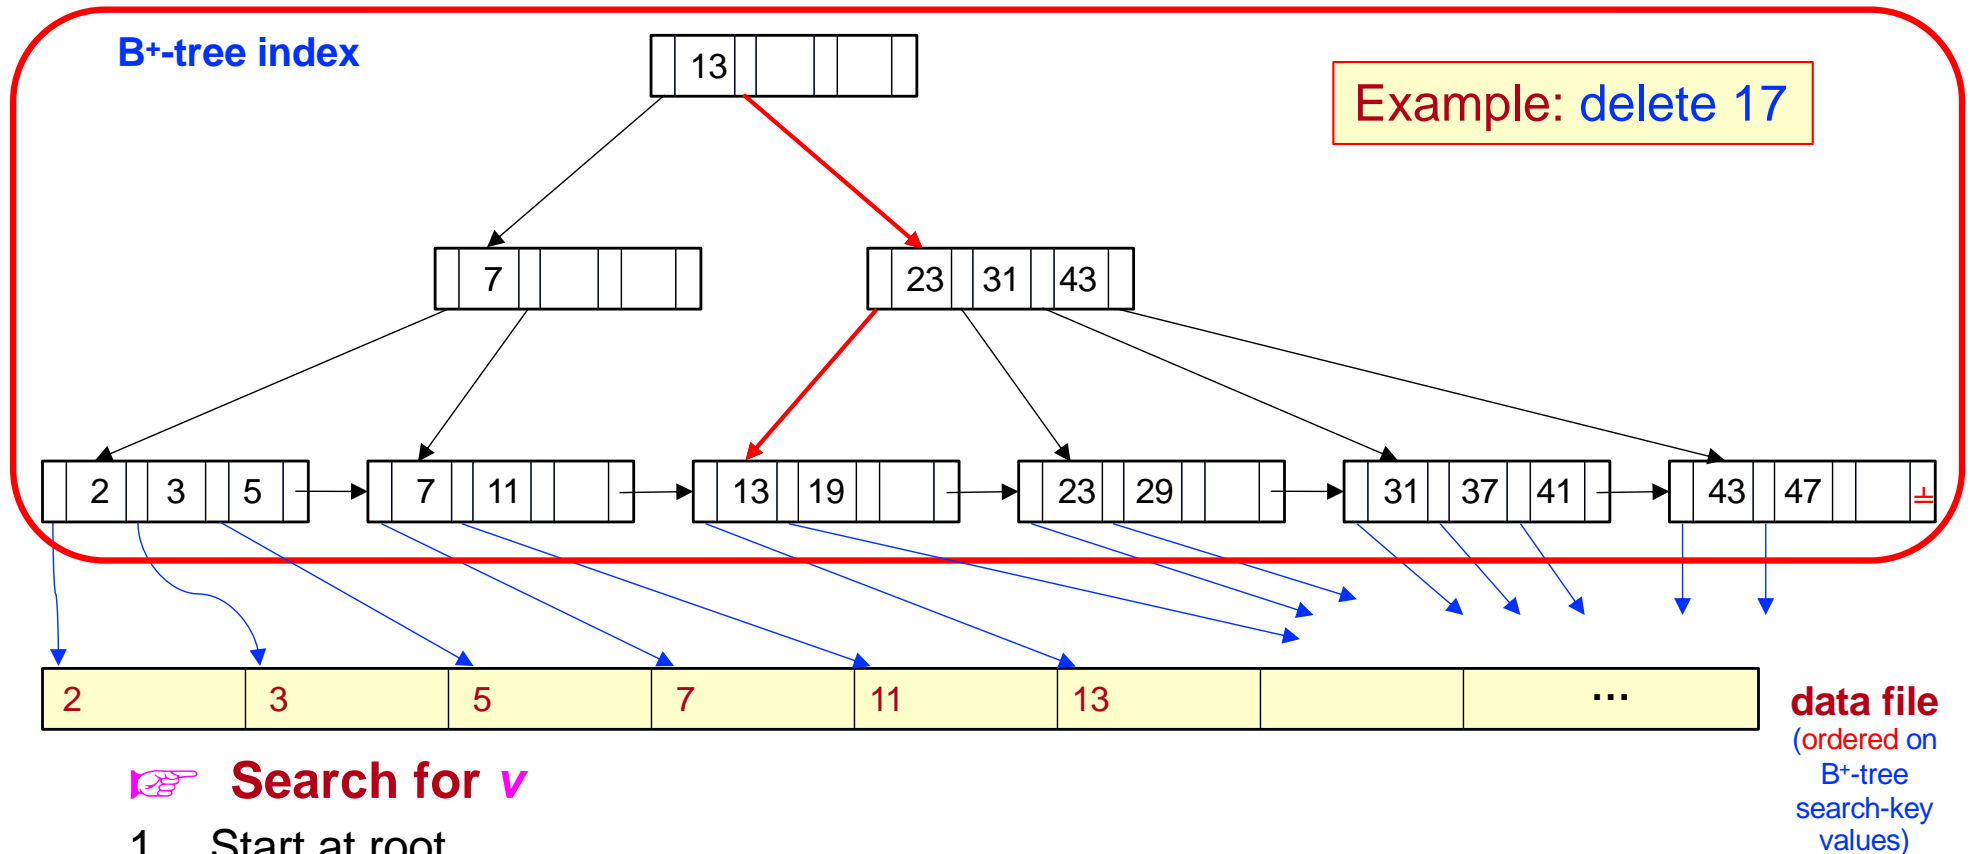 B+-tree index
13
Example: delete 17
7
23 31 43
2 3 5 7 11 13 19 23 29 31 37 41 43 47
2 3 5 7 11 13 ...
data file
(ordered on
B+-tree
search-key
values)
Search for v
1 Start at root